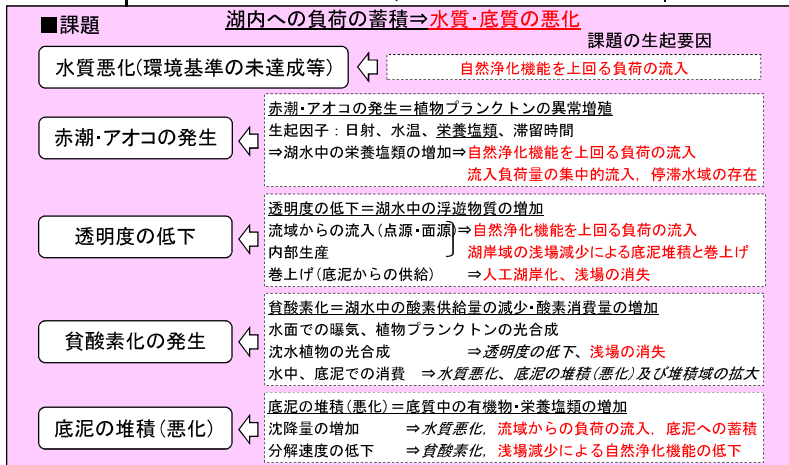 ■課題
湖内への負荷の蓄積⇒水質・底質の悪化
課題の生起要因
水質悪化(環境基準の未達成等)
自然浄化機能を上回る負荷の流入
赤潮・アオコの発生
赤潮・アオコの発生＝植物プランクトンの異常増殖
生起因子：日射、水温、栄養塩類、滞留時間
⇒湖水中の栄養塩類の増加⇒自然浄化機能を上回る負荷の流入
流入負荷量の集中的流入，停滞水域の存在
透明度の低下
透明度の低下＝湖水中の浮遊物質の増加
流域からの流入(点源・面源)⇒自然浄化機能を上回る負荷の流入
内部生産 湖岸域の浅場減少による底泥堆積と巻上げ
巻上げ(底泥からの供給) ⇒人工湖岸化、浅場の消失
貧酸素化の発生
貧酸素化＝湖水中の酸素供給量の減少・酸素消費量の増加
水面での曝気、植物プランクトンの光合成
沈水植物の光合成 ⇒透明度の低下、浅場の消失
水中、底泥での消費 ⇒水質悪化、底泥の堆積(悪化)及び堆積域の拡大
底泥の堆積(悪化)
底泥の堆積(悪化)＝底質中の有機物・栄養塩類の増加
沈降量の増加 ⇒水質悪化，流域からの負荷の流入，底泥への蓄積
分解速度の低下 ⇒貧酸素化，浅場減少による自然浄化機能の低下